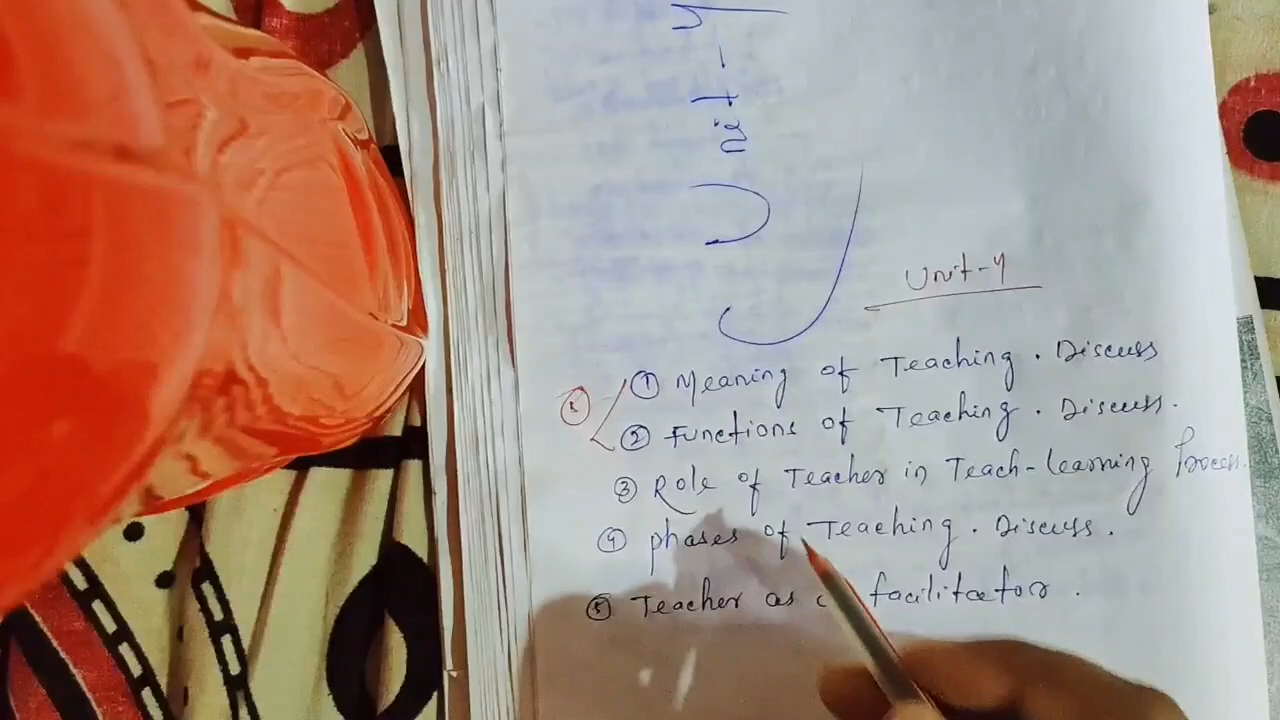 Unit-4
① Meaning of Teaching. Discuss
② Functions of Teaching. Discuss.
③ Role of Teacher in Teach-learning Process.
④ phases of Teaching. Discuss.
⑤ Teacher as a facilitator.